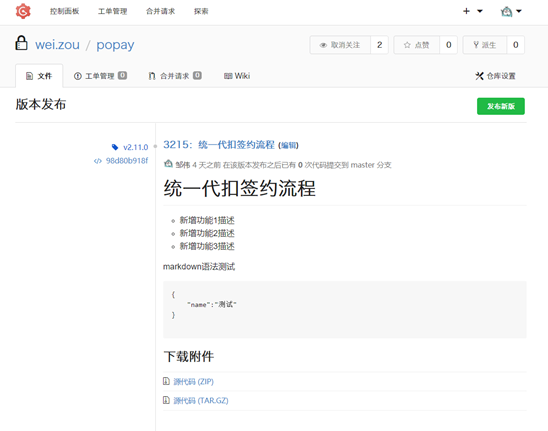 控制面板 工单管理 合并请求 探索
wei.zou / popay
取消关注 2 点赞 0 派生 0
文件 工单管理 0 合并请求 0 Wiki 仓库设置
版本发布 发布新版
v2.11.0 3215：统一代扣签约流程 (编辑)
98d80b918f 邹伟 4 天之前 在该版本发布之后已有 0 次代码提交到 master 分支
统一代扣签约流程
新增功能1描述
新增功能2描述
新增功能3描述
markdown语法测试
{
"name":"测试"
}
下载附件
源代码 (ZIP)
源代码 (TAR.GZ)